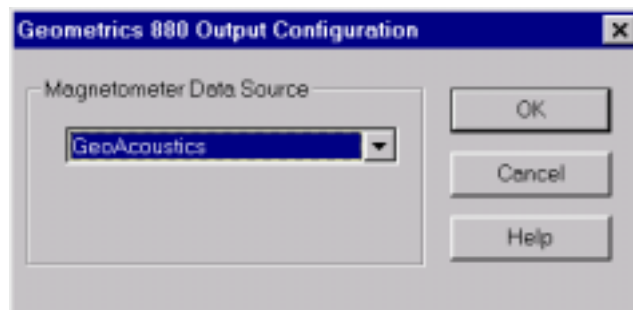 Geometrics 880 Output Configuration
Magnetometer Data Source
GeoAcoustics
OK
Cancel
Help